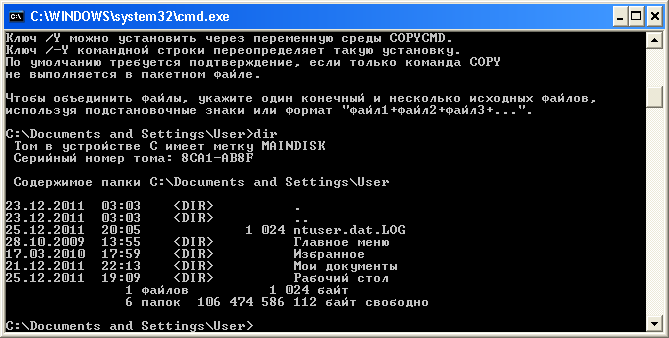 C:\WINDOWS\system32\cmd.exe
Ключ /Y можно установить через переменную среды COPYCMD.
Ключ /-Y командной строки переопределяет такую установку.
По умолчанию требуется подтверждение, если только команда COPY
не выполняется в пакетном файле.
Чтобы объединить файлы, укажите один конечный и несколько исходных файлов,
используя подстановочные знаки или формат "файл1+файл2+файл3+...".
C:\Documents and Settings\User>dir
Том в устройстве C имеет метку MAINDISK
Серийный номер тома: 8CA1-AB8F
Содержимое папки C:\Documents and Settings\User
23.12.2011  03:03    <DIR>          .
23.12.2011  03:03    <DIR>          ..
25.12.2011  20:05             1 024 ntuser.dat.LOG
28.10.2009  13:55    <DIR>          Главное меню
17.03.2010  17:59    <DIR>          Избранное
21.12.2011  22:13    <DIR>          Мои документы
25.12.2011  19:09    <DIR>          Рабочий стол
1 файлов          1 024 байт
6 папок  106 474 586 112 байт свободно
C:\Documents and Settings\User>